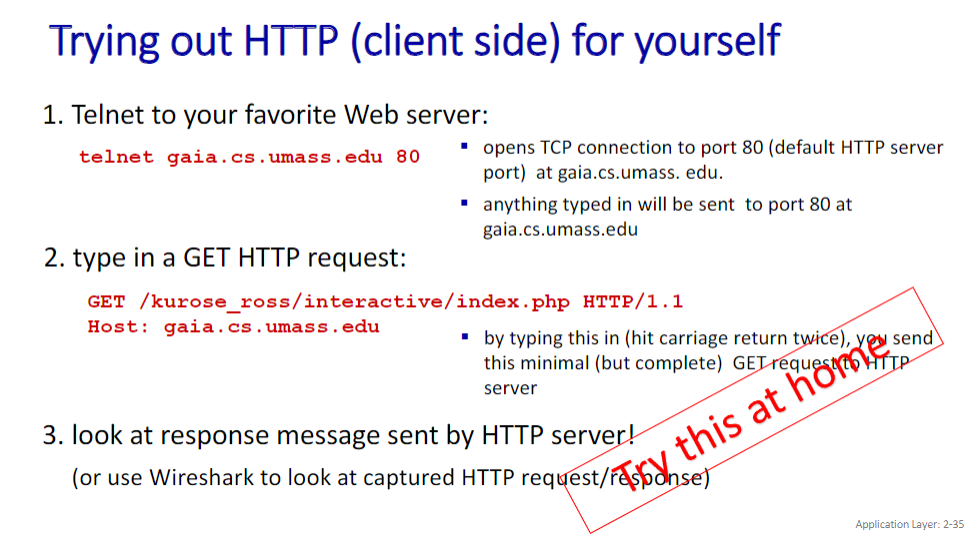 Trying out HTTP (client side) for yourself
1. Telnet to your favorite Web server:
telnet gaia.cs.umass.edu 80
▪ opens TCP connection to port 80 (default HTTP server
port) at gaia.cs.umass. edu.
▪ anything typed in will be sent to port 80 at
gaia.cs.umass.edu
2. type in a GET HTTP request:
GET /kurose_ross/interactive/index.php HTTP/1.1
Host: gaia.cs.umass.edu
▪ by typing this in (hit carriage return twice), you send
this minimal (but complete) GET request to HTTP
server
3. look at response message sent by HTTP server!
(or use Wireshark to look at captured HTTP request/response)
Try this at home
Application Layer: 2-35